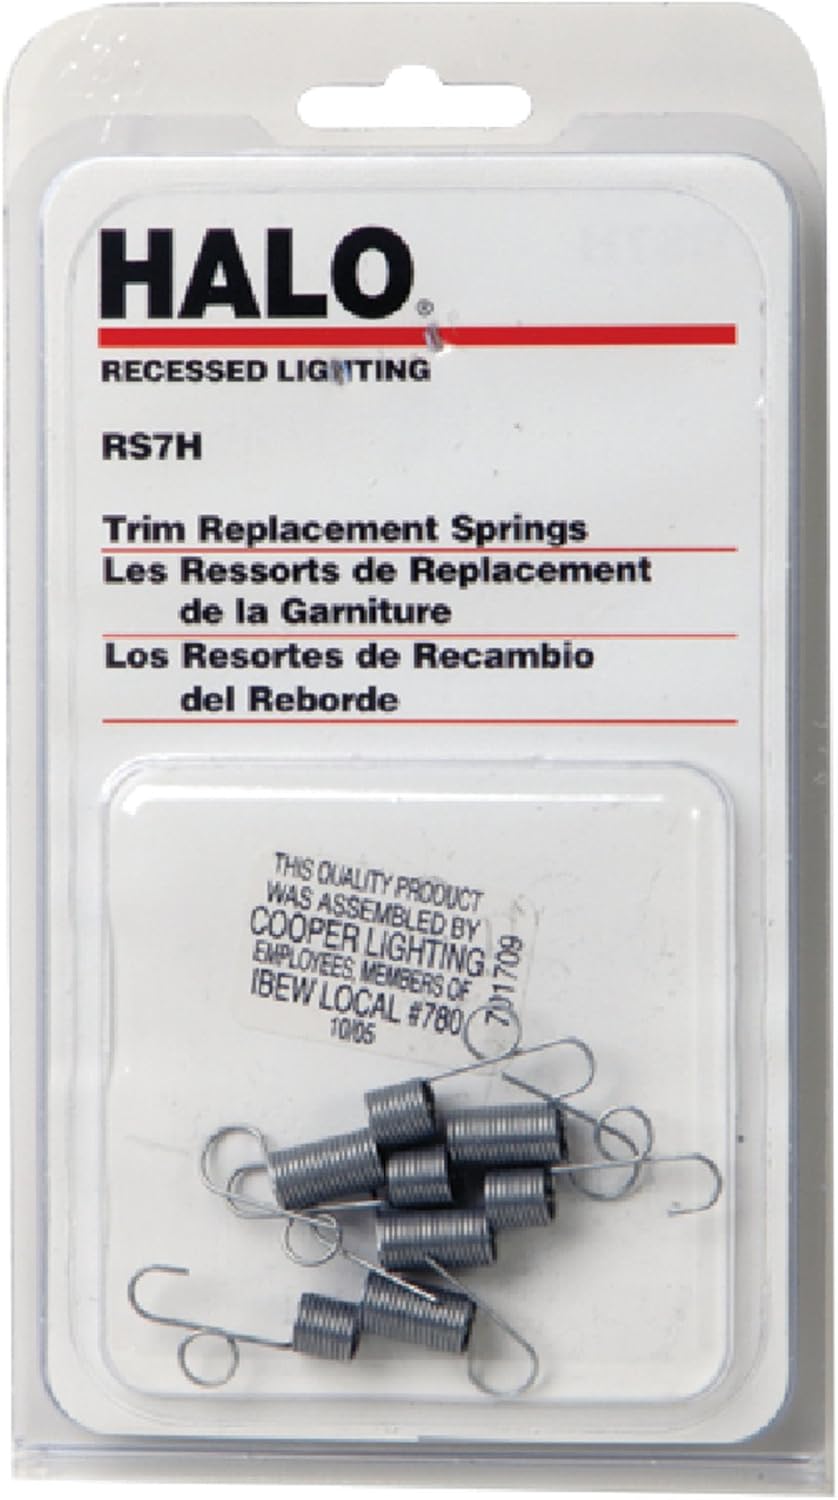 HALO®
RECESSED LIGHTING
RS7H
Trim Replacement Springs
Les Ressorts de Replacement
de la Garniture
Los Resortes de Recambio
del Reborde
THIS QUALITY PRODUCT
WAS ASSEMBLED BY
COOPER LIGHTING
EMPLOYEES, MEMBERS OF
IBEW LOCAL #780
10/05
701709